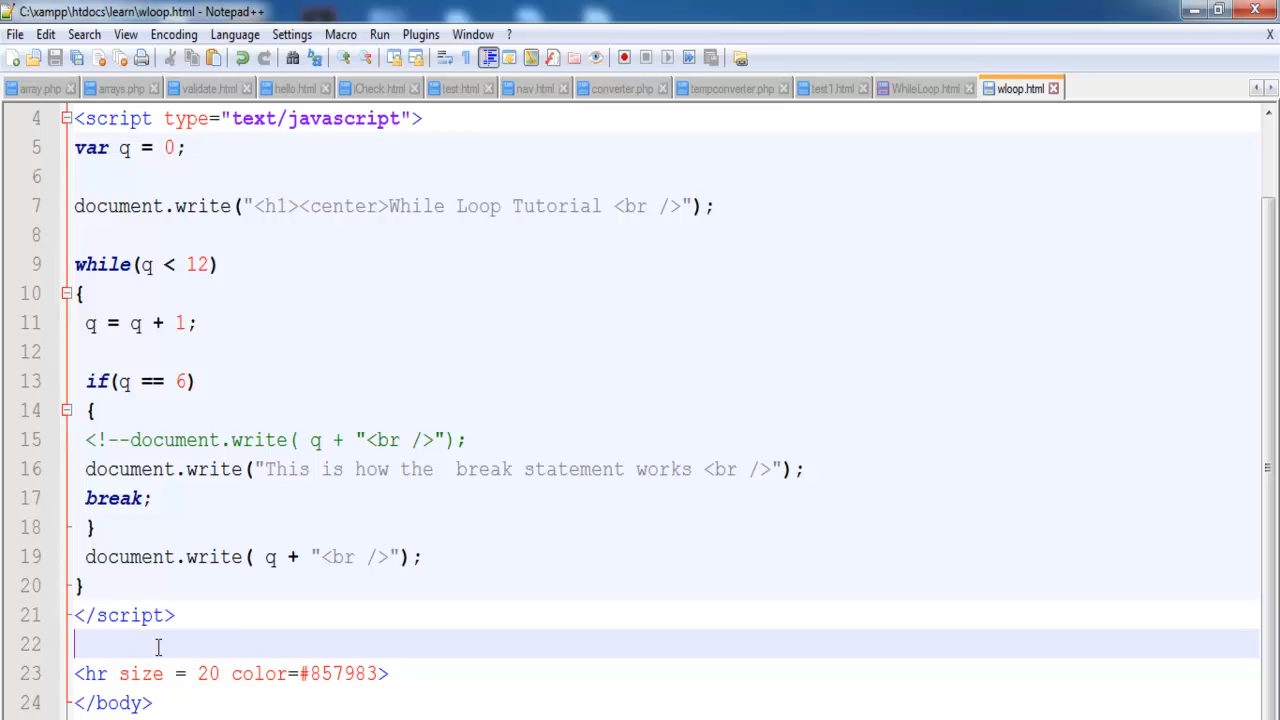 C:\xampp\htdocs\learn\wloop.html - Notepad++
File Edit Search View Encoding Language Settings Macro Run Plugins Window ? X
array.php arrays.php validate.html hello.html iCheck.html test.html nav.html converter.php tempconverter.php test1.html WhileLoop.html wloop.html
4 <script type="text/javascript">
5 var q = 0;
6
7 document.write("<h1><center>While Loop Tutorial <br />");
8
9 while(q < 12)
10 {
11 q = q + 1;
12
13 if(q == 6)
14 {
15 <!--document.write( q + "<br />");
16 document.write("This is how the  break statement works <br />");
17 break;
18 }
19 document.write( q + "<br />");
20 }
21 </script>
22
23 <hr size = 20 color=#857983>
24 </body>